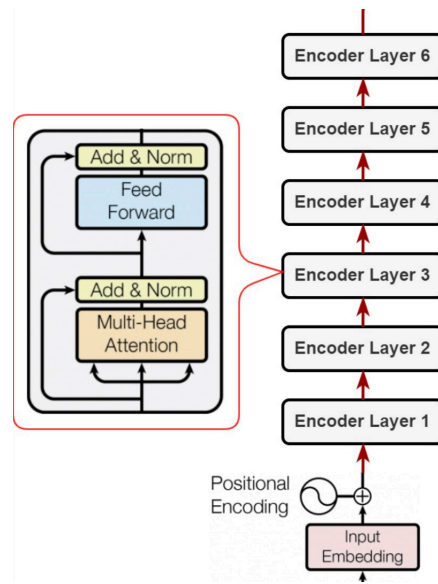 Encoder Layer 6
Encoder Layer 5
Encoder Layer 4
Encoder Layer 3
Encoder Layer 2
Encoder Layer 1
Add & Norm
Feed
Forward
Add & Norm
Multi-Head
Attention
Positional
Encoding
Input
Embedding